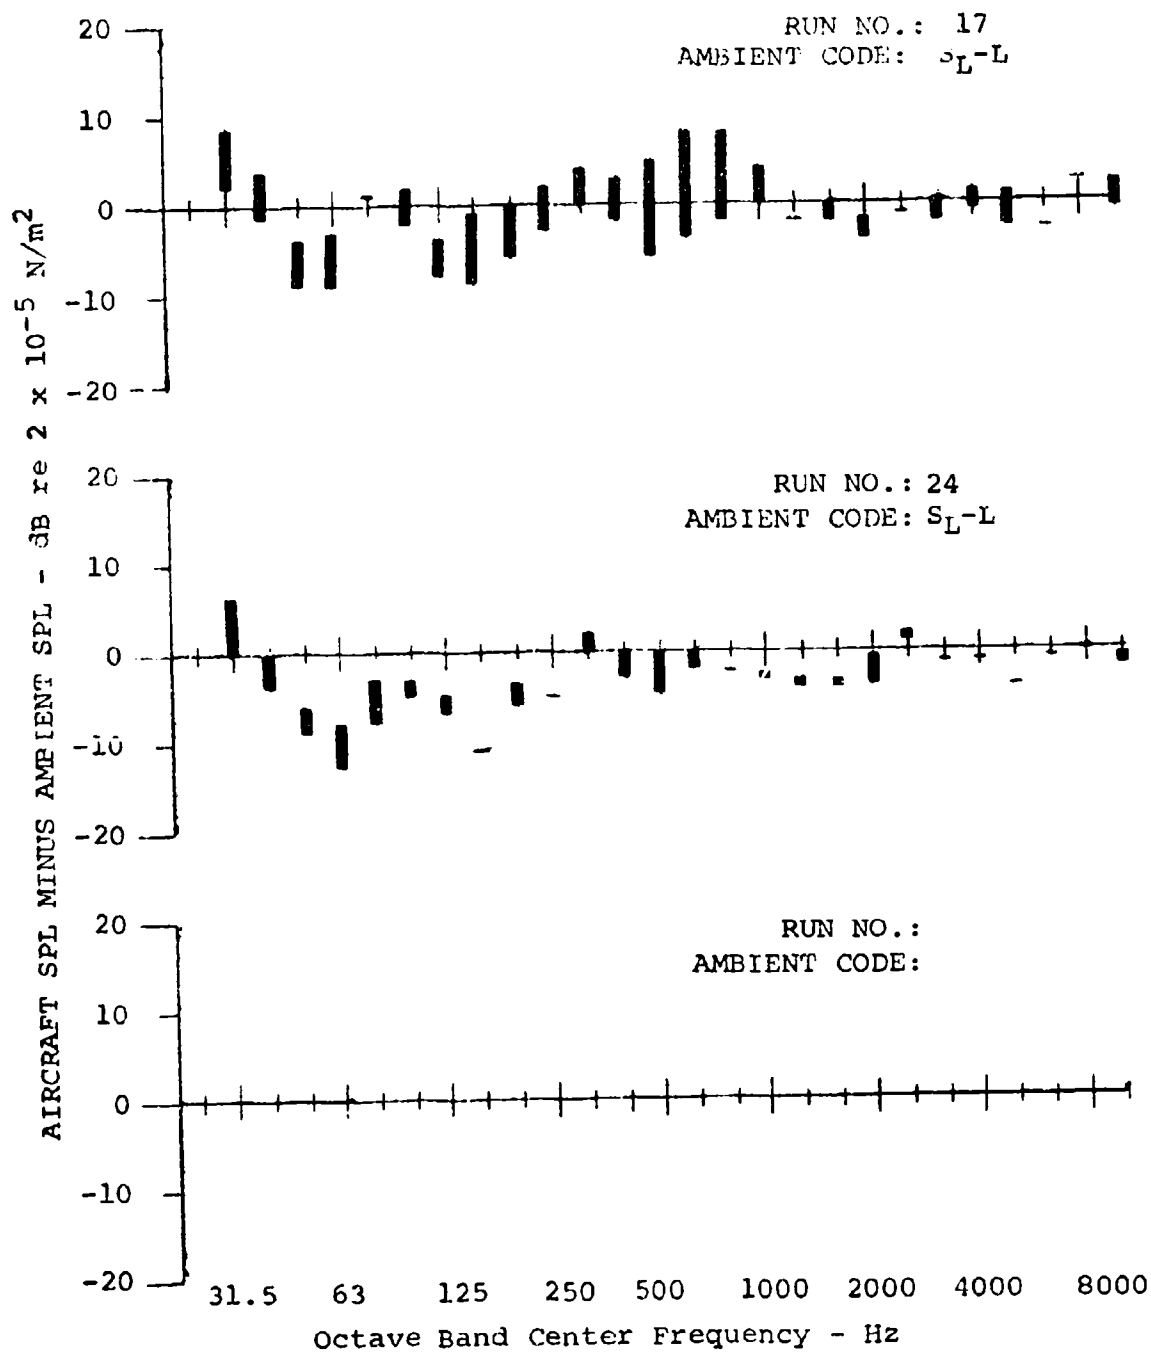 AIRCRAFT SPL MINUS AMBIENT SPL - dB re 2 x 10⁻⁵ N/m²
RUN NO.: 17
AMBIENT CODE: S_L-L
20
10
0
-10
-20
RUN NO.: 24
AMBIENT CODE: S_L-L
20
10
0
-10
-20
RUN NO.:
AMBIENT CODE:
20
10
0
-10
-20
31.5 63 125 250 500 1000 2000 4000 8000
Octave Band Center Frequency - Hz